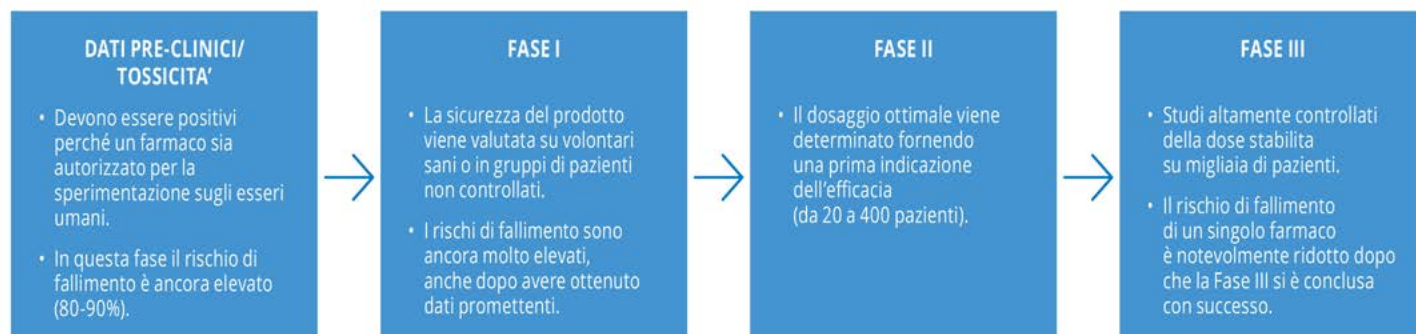 DATI PRE-CLINICI/
TOSSICITA'
• Devono essere positivi
perché un farmaco sia
autorizzato per la
sperimentazione sugli esseri
umani.
• In questa fase il rischio di
fallimento è ancora elevato
(80-90%).
FASE I
• La sicurezza del prodotto
viene valutata su volontari
sani o in gruppi di pazienti
non controllati.
• I rischi di fallimento sono
ancora molto elevati,
anche dopo avere ottenuto
dati promettenti.
FASE II
• Il dosaggio ottimale viene
determinato fornendo
una prima indicazione
dell'efficacia
(da 20 a 400 pazienti).
FASE III
• Studi altamente controllati
della dose stabilita
su migliaia di pazienti.
• Il rischio di fallimento
di un singolo farmaco
è notevolmente ridotto dopo
che la Fase III si è conclusa
con successo.